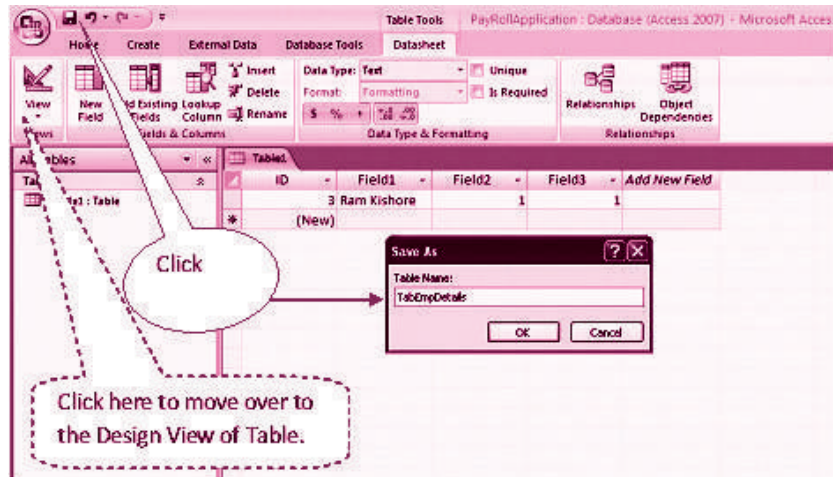 Table Tools PayRollApplication : Database (Access 2007) - Microsoft Acces
Home Create External Data Database Tools Datasheet
View
Views
New Field
Existing Fields
Lookup Column
Insert
Delete
Rename
Fields & Columns
Data Type: Text
Format: Formatting
$ % ,
Unique
Is Required
Data Type & Formatting
Relationships
Object Dependencies
Relationships
Table1
ID Field1 Field2 Field3 Add New Field
3 Ram Kishore 1 1
* (New)
: Table
Click
Save As
Table Name:
TabEmpDetails
OK Cancel
Click here to move over to
the Design View of Table.